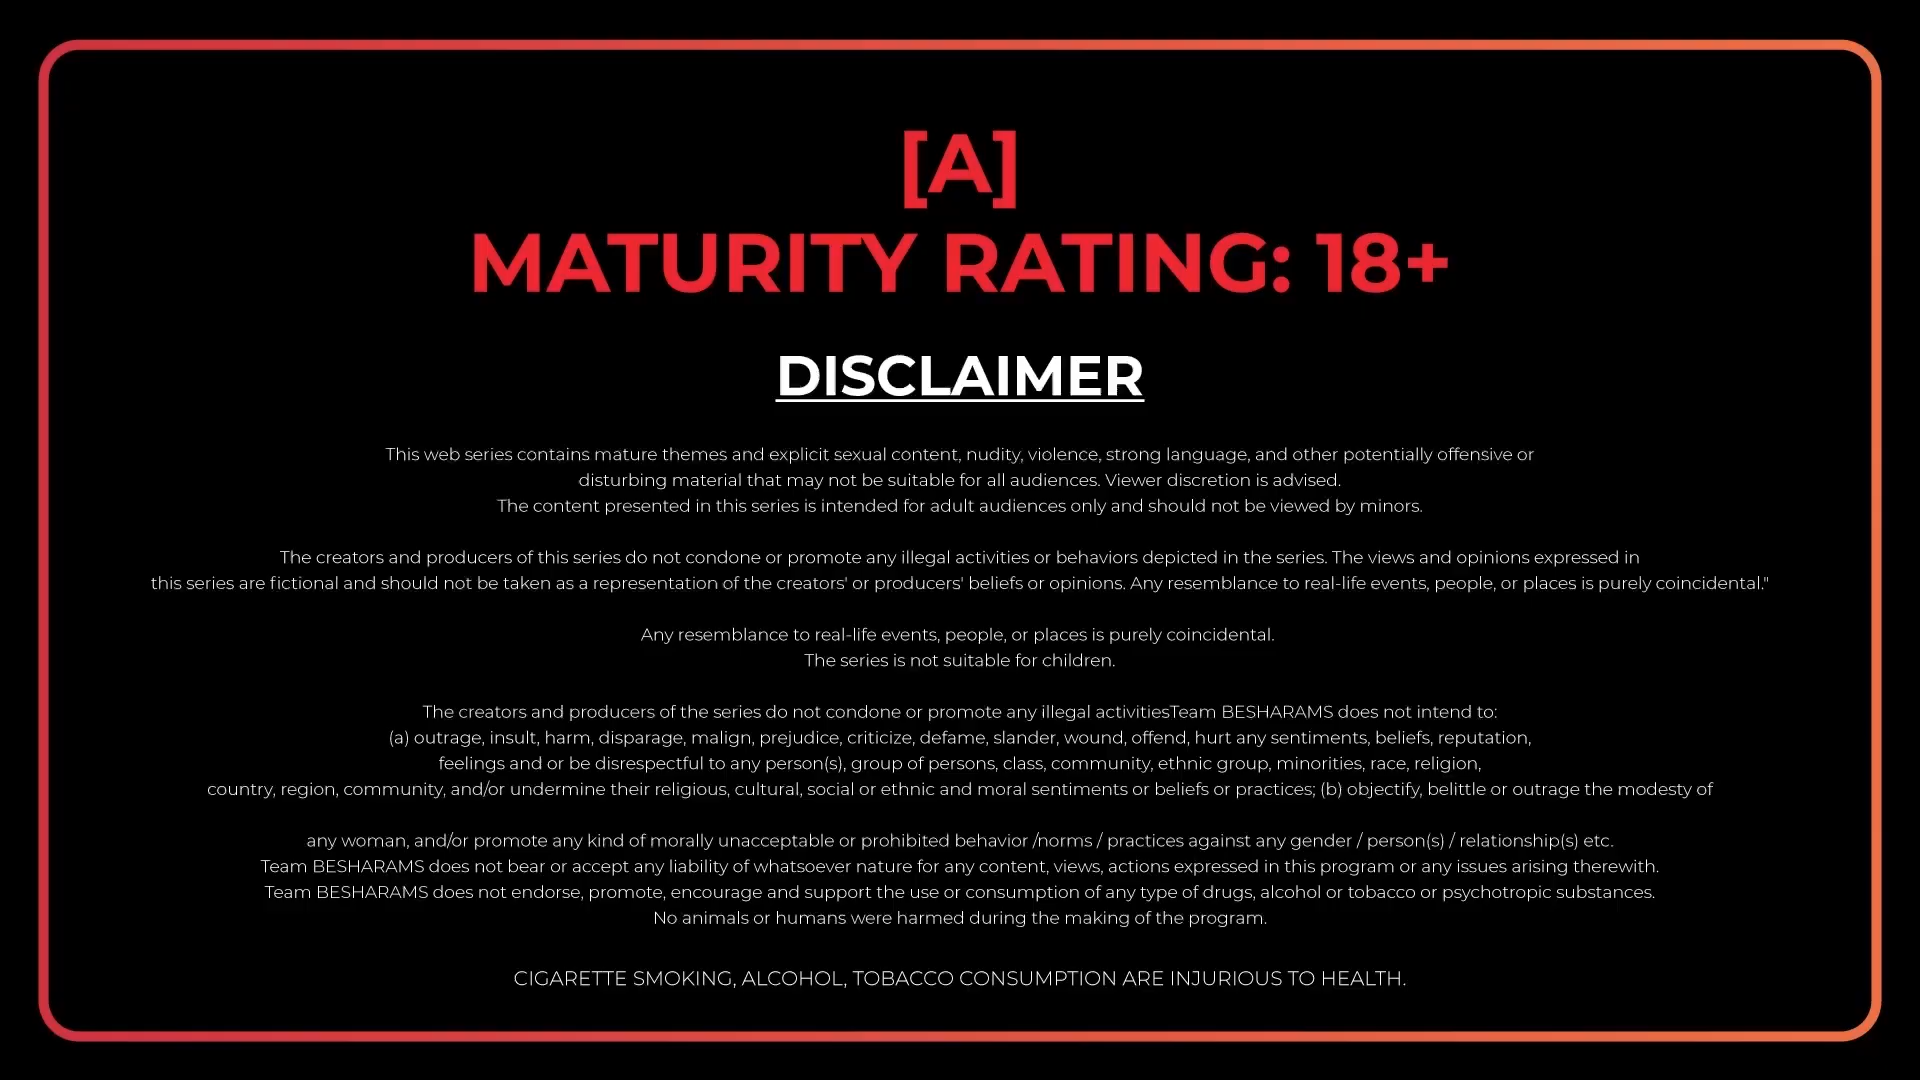 [A]
MATURITY RATING: 18+
DISCLAIMER
This web series contains mature themes and explicit sexual content, nudity, violence, strong language, and other potentially offensive or
disturbing material that may not be suitable for all audiences. Viewer discretion is advised.
The content presented in this series is intended for adult audiences only and should not be viewed by minors.
The creators and producers of this series do not condone or promote any illegal activities or behaviors depicted in the series. The views and opinions expressed in
this series are fictional and should not be taken as a representation of the creators' or producers' beliefs or opinions. Any resemblance to real-life events, people, or places is purely coincidental."
Any resemblance to real-life events, people, or places is purely coincidental.
The series is not suitable for children.
The creators and producers of the series do not condone or promote any illegal activitiesTeam BESHARAMS does not intend to:
(a) outrage, insult, harm, disparage, malign, prejudice, criticize, defame, slander, wound, offend, hurt any sentiments, beliefs, reputation,
feelings and or be disrespectful to any person(s), group of persons, class, community, ethnic group, minorities, race, religion,
country, region, community, and/or undermine their religious, cultural, social or ethnic and moral sentiments or beliefs or practices; (b) objectify, belittle or outrage the modesty of
any woman, and/or promote any kind of morally unacceptable or prohibited behavior /norms / practices against any gender / person(s) / relationship(s) etc.
Team BESHARAMS does not bear or accept any liability of whatsoever nature for any content, views, actions expressed in this program or any issues arising therewith.
Team BESHARAMS does not endorse, promote, encourage and support the use or consumption of any type of drugs, alcohol or tobacco or psychotropic substances.
No animals or humans were harmed during the making of the program.
CIGARETTE SMOKING, ALCOHOL, TOBACCO CONSUMPTION ARE INJURIOUS TO HEALTH.